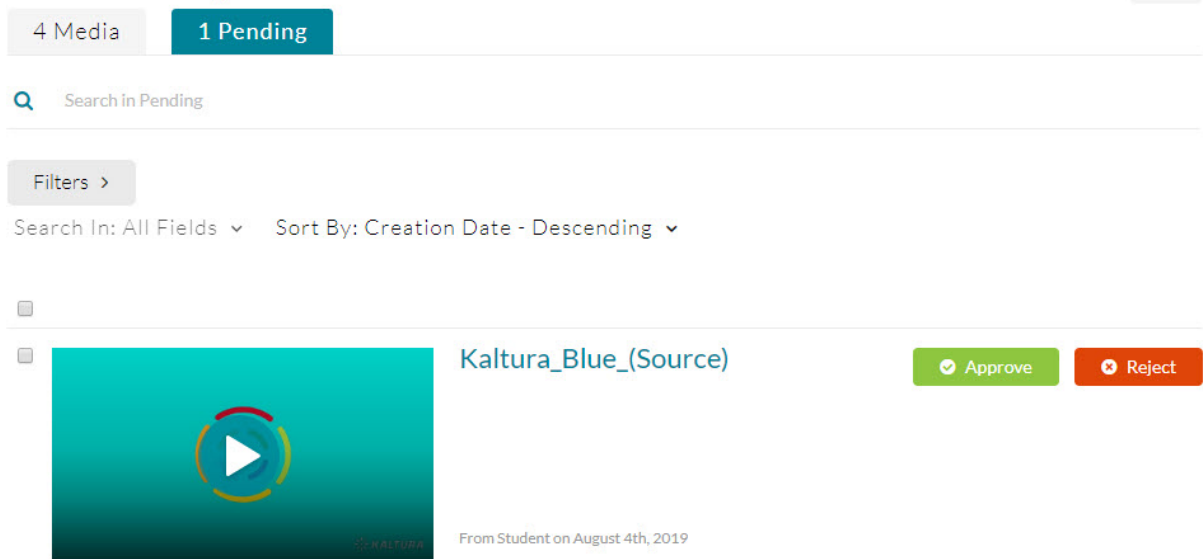 4 Media
1 Pending
Search in Pending
Filters
Search In: All Fields
Sort By: Creation Date - Descending
Kaltura_Blue_(Source)
Approve
Reject
KALTURA
From Student on August 4th, 2019